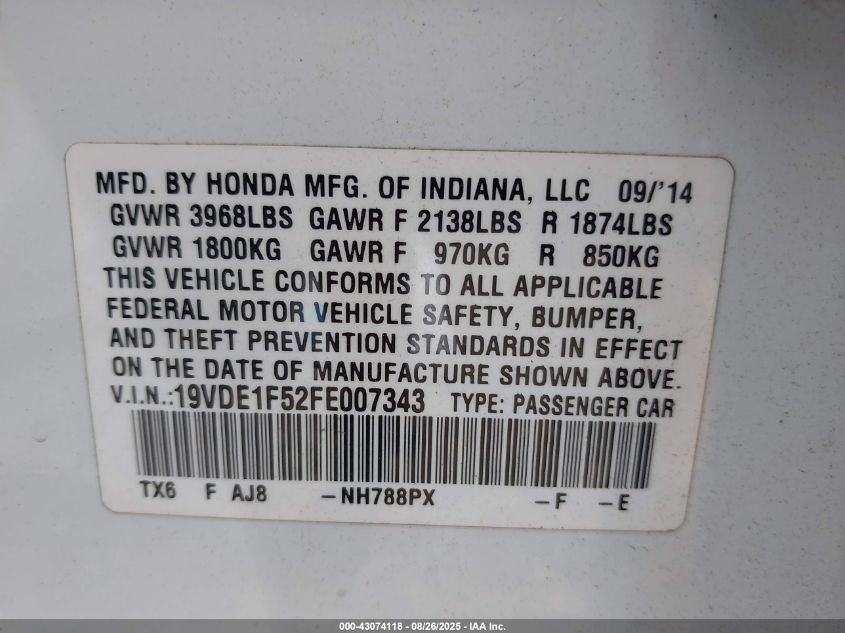 MFD. BY HONDA MFG. OF INDIANA, LLC 09/'14
GVWR 3968LBS GAWR F 2138LBS R 1874LBS
GVWR 1800KG GAWR F 970KG R 850KG
THIS VEHICLE CONFORMS TO ALL APPLICABLE
FEDERAL MOTOR VEHICLE SAFETY, BUMPER,
AND THEFT PREVENTION STANDARDS IN EFFECT
ON THE DATE OF MANUFACTURE SHOWN ABOVE.
V.I.N.:19VDE1F52FE007343 TYPE: PASSENGER CAR
TX6 F AJ8 –NH788PX –F –E
000-43074118 - 08/26/2025 - IAA Inc.